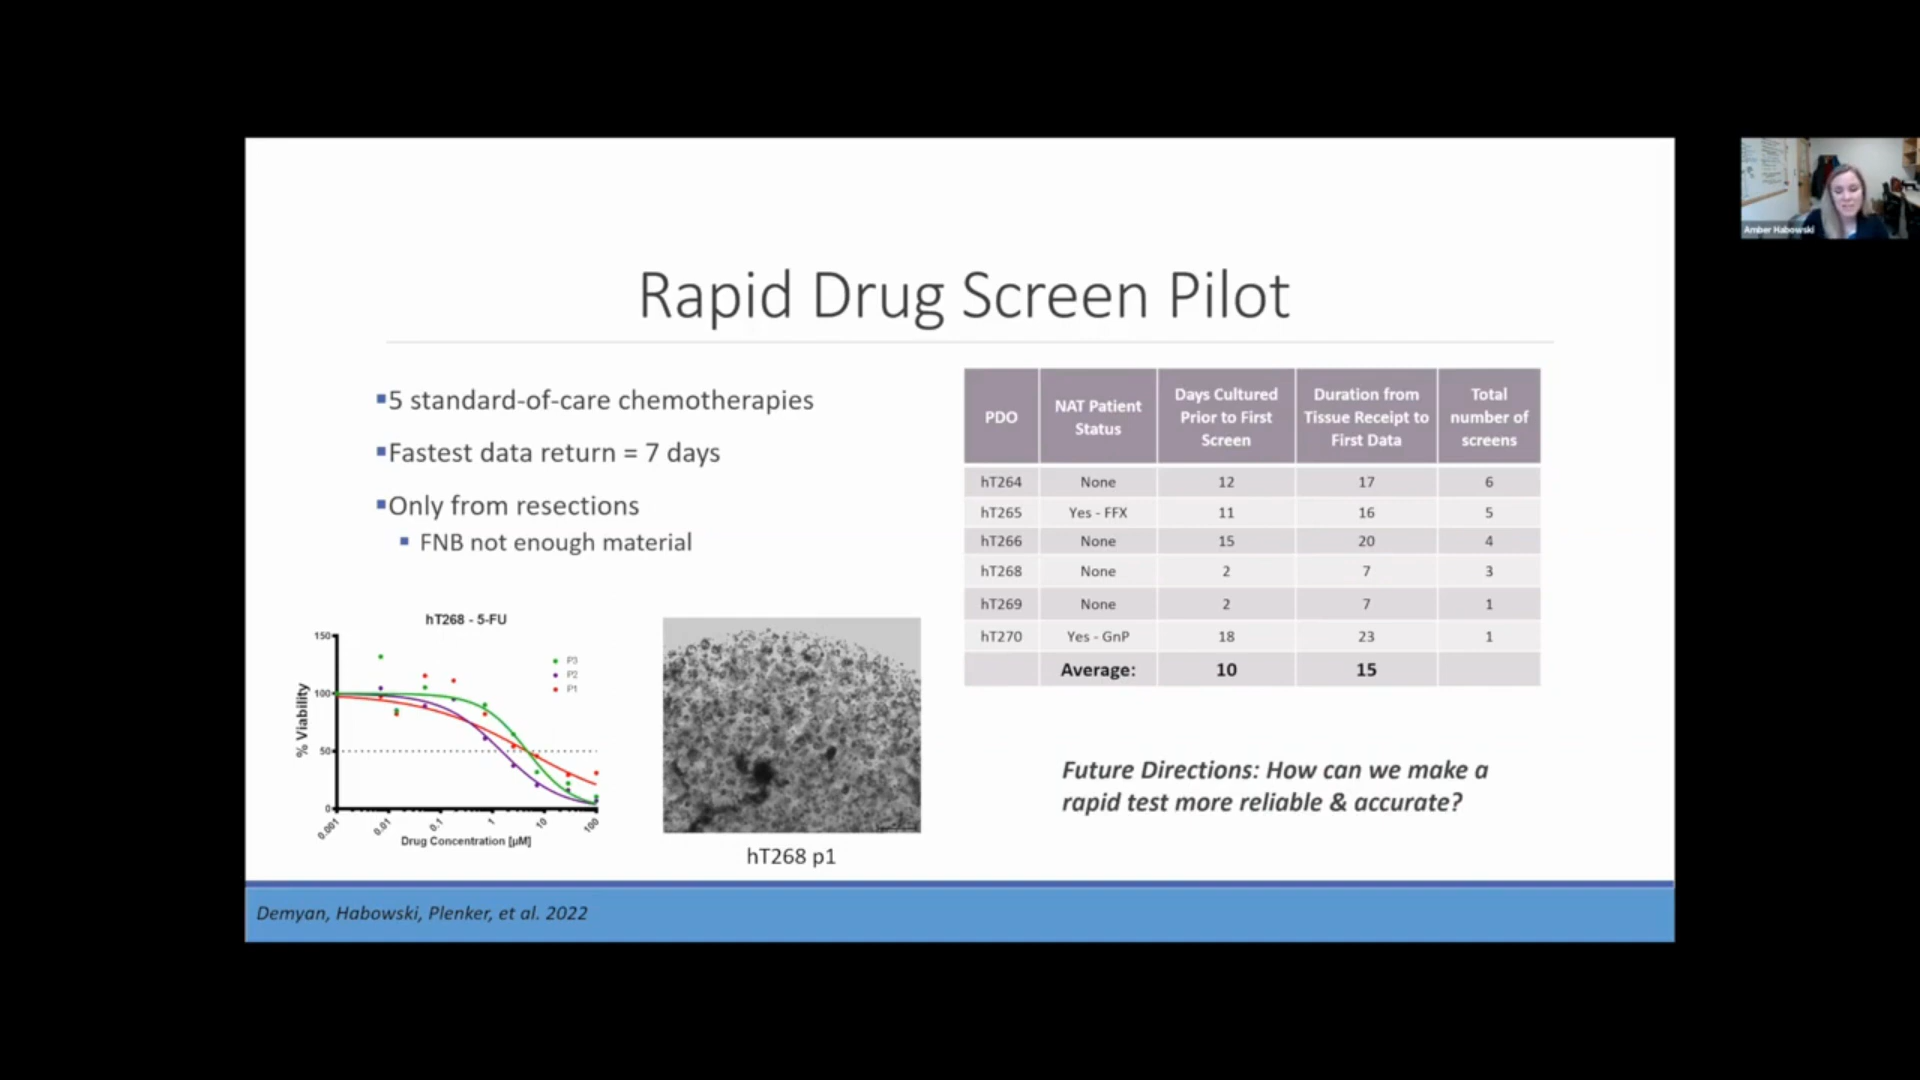 Rapid Drug Screen Pilot
5 standard-of-care chemotherapies
Fastest data return = 7 days
Only from resections
FNB not enough material
hT268 - 5-FU
150
100
50
0
% Viability
P3
P2
P1
0.001
0.01
0.1
1
10
100
Drug Concentration [µM]
hT268 p1
PDO
NAT Patient
Status
Days Cultured
Prior to First
Screen
Duration from
Tissue Receipt to
First Data
Total
number of
screens
hT264 None 12 17 6
hT265 Yes - FFX 11 16 5
hT266 None 15 20 4
hT268 None 2 7 3
hT269 None 2 7 1
hT270 Yes - GnP 18 23 1
Average: 10 15
Future Directions: How can we make a
rapid test more reliable & accurate?
Demyan, Habowski, Plenker, et al. 2022
Amber Habowski